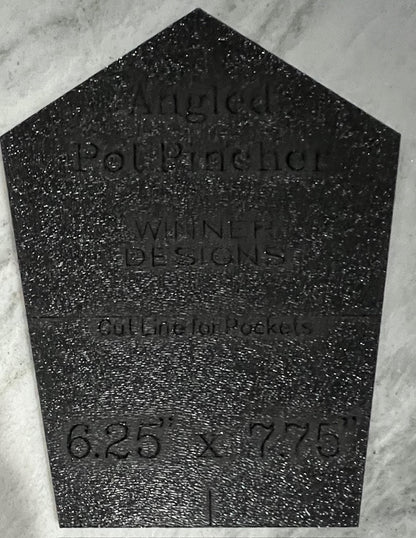 Angled
Pot Pincher
WINNER
DESIGNS
Cut Line for Pockets
6.25" x 7.75"